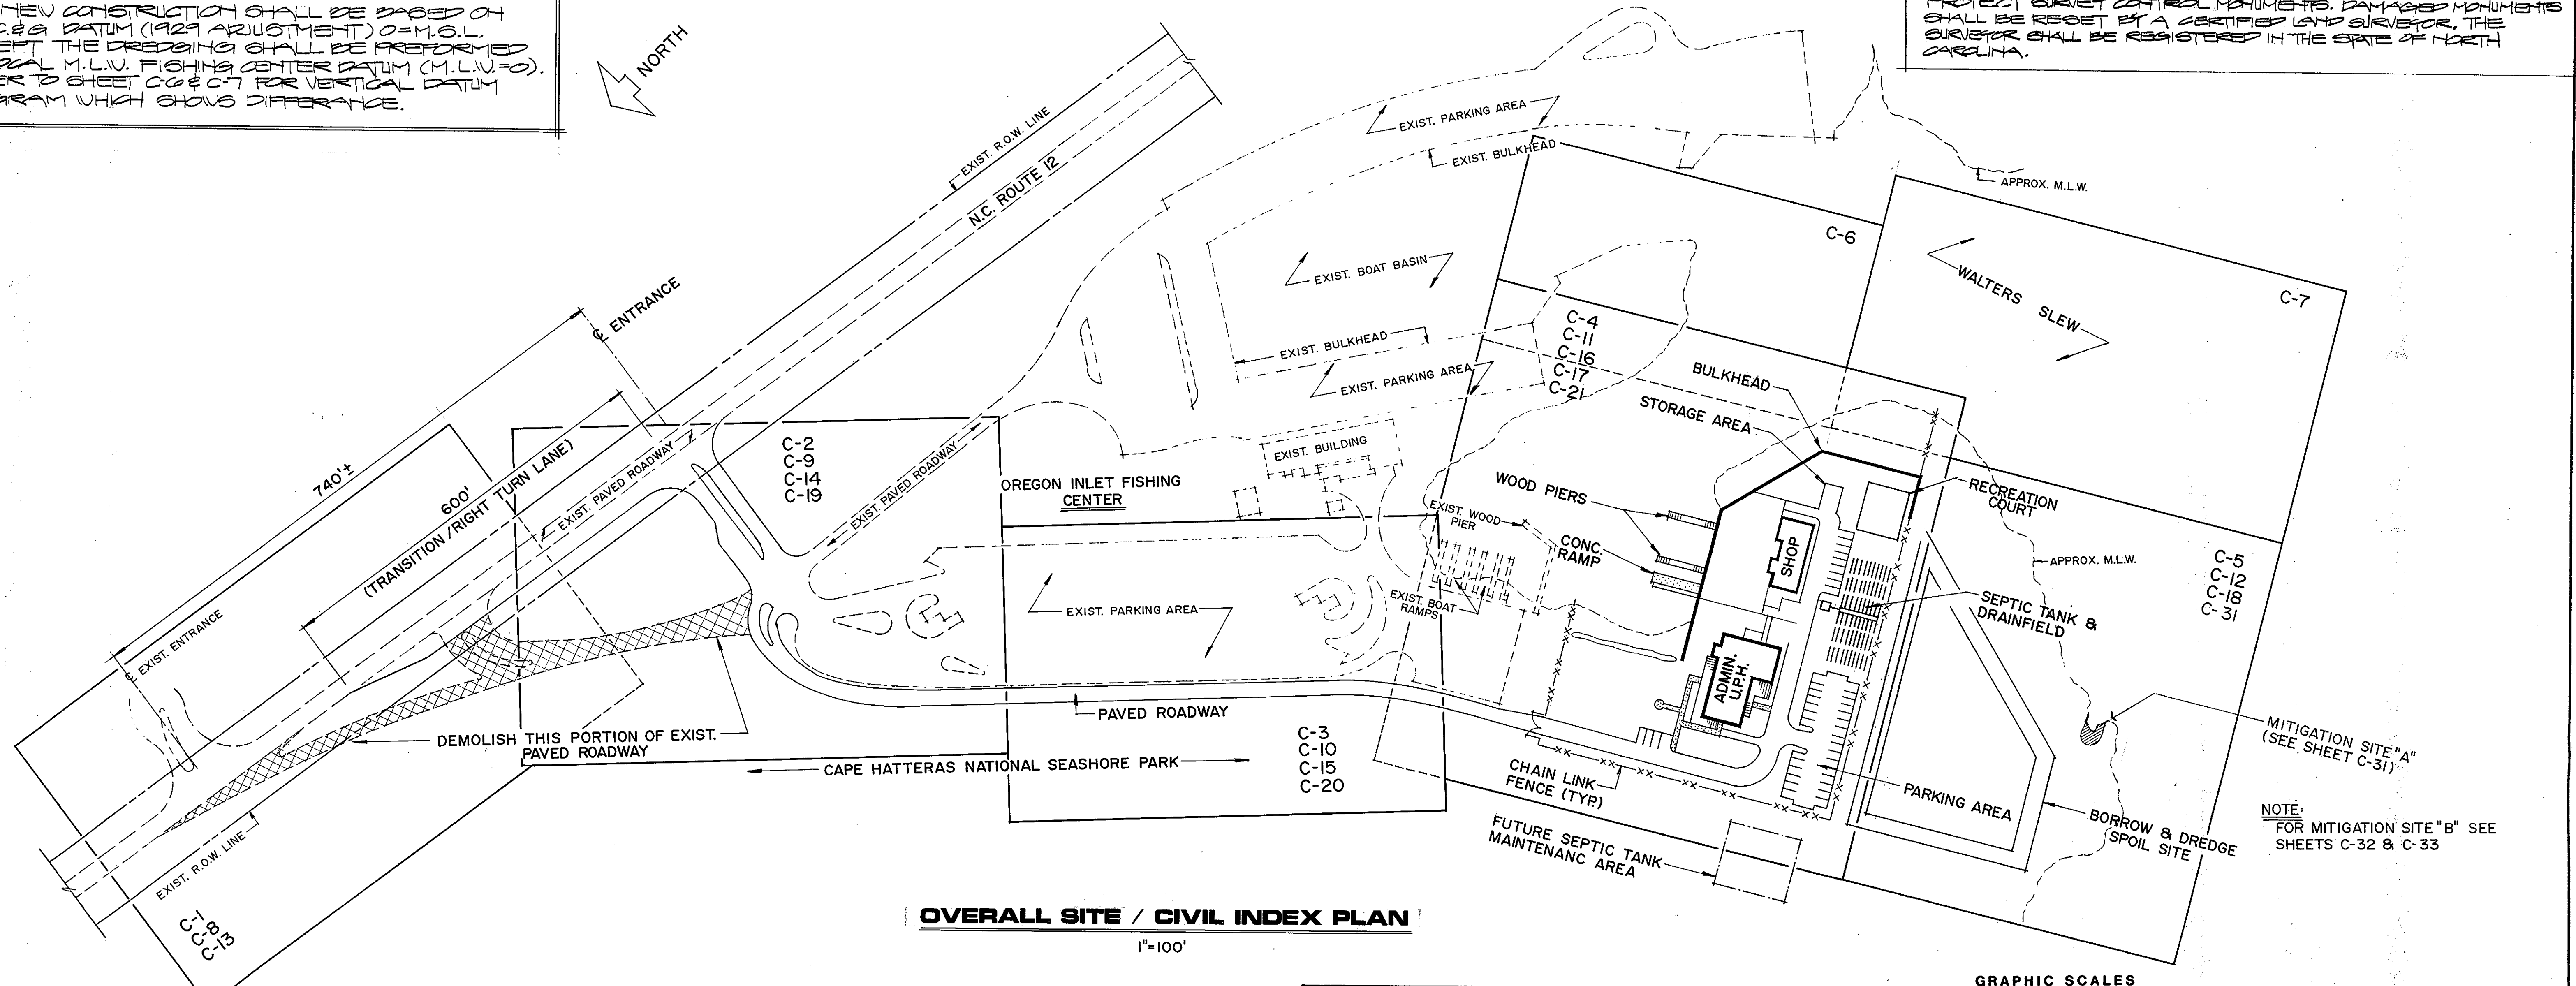 NEW CONSTRUCTION SHALL BE BASED ON
C.&G. DATUM (1929 ADJUSTMENT) 0=M.S.L.
THE DREDGING SHALL BE PREFORMED
M.L.W. FISHING CENTER DATUM (M.L.W.=0).
TO SHEET C-6 & C-7 FOR VERTICAL DATUM
WHICH SHOWS DIFFERANCE.
NORTH
PROTECT SURVEY CONTROL MONUMENTS. DAMAGED MONUMENTS
SHALL BE RESET BY A CERTIFIED LAND SURVEYOR. THE
SURVEYOR SHALL BE REGISTERED IN THE STATE OF NORTH
CAROLINA.
EXIST. R.O.W. LINE
N.C. ROUTE 12
EXIST. PARKING AREA
EXIST. BULKHEAD
APPROX. M.L.W.
C-6
C-7
WALTERS SLEW
EXIST. BOAT BASIN
EXIST. BULKHEAD
EXIST. PARKING AREA
C-4
C-11
C-16
C-17
C-21
BULKHEAD
STORAGE AREA
℄ ENTRANCE
740'±
600'
(TRANSITION / RIGHT TURN LANE)
EXIST. PAVED ROADWAY
C-2
C-9
C-14
C-19
EXIST. PAVED ROADWAY
OREGON INLET FISHING
CENTER
EXIST. BUILDING
WOOD PIERS
EXIST. WOOD
PIER
CONC.
RAMP
EXIST. BOAT
RAMPS
SHOP
RECREATION
COURT
APPROX. M.L.W.
C-5
C-12
C-18
C-31
SEPTIC TANK &
DRAINFIELD
ADMIN.
U.P.H.
℄ EXIST. ENTRANCE
EXIST. PARKING AREA
PAVED ROADWAY
DEMOLISH THIS PORTION OF EXIST.
PAVED ROADWAY
CAPE HATTERAS NATIONAL SEASHORE PARK
C-3
C-10
C-15
C-20
CHAIN LINK
FENCE (TYP.)
PARKING AREA
MITIGATION SITE "A"
(SEE SHEET C-31)
BORROW & DREDGE
SPOIL SITE
NOTE:
FOR MITIGATION SITE "B" SEE
SHEETS C-32 & C-33
FUTURE SEPTIC TANK
MAINTENANC AREA
EXIST. R.O.W. LINE
C-1
C-8
C-13
OVERALL SITE / CIVIL INDEX PLAN
1"=100'
GRAPHIC SCALES